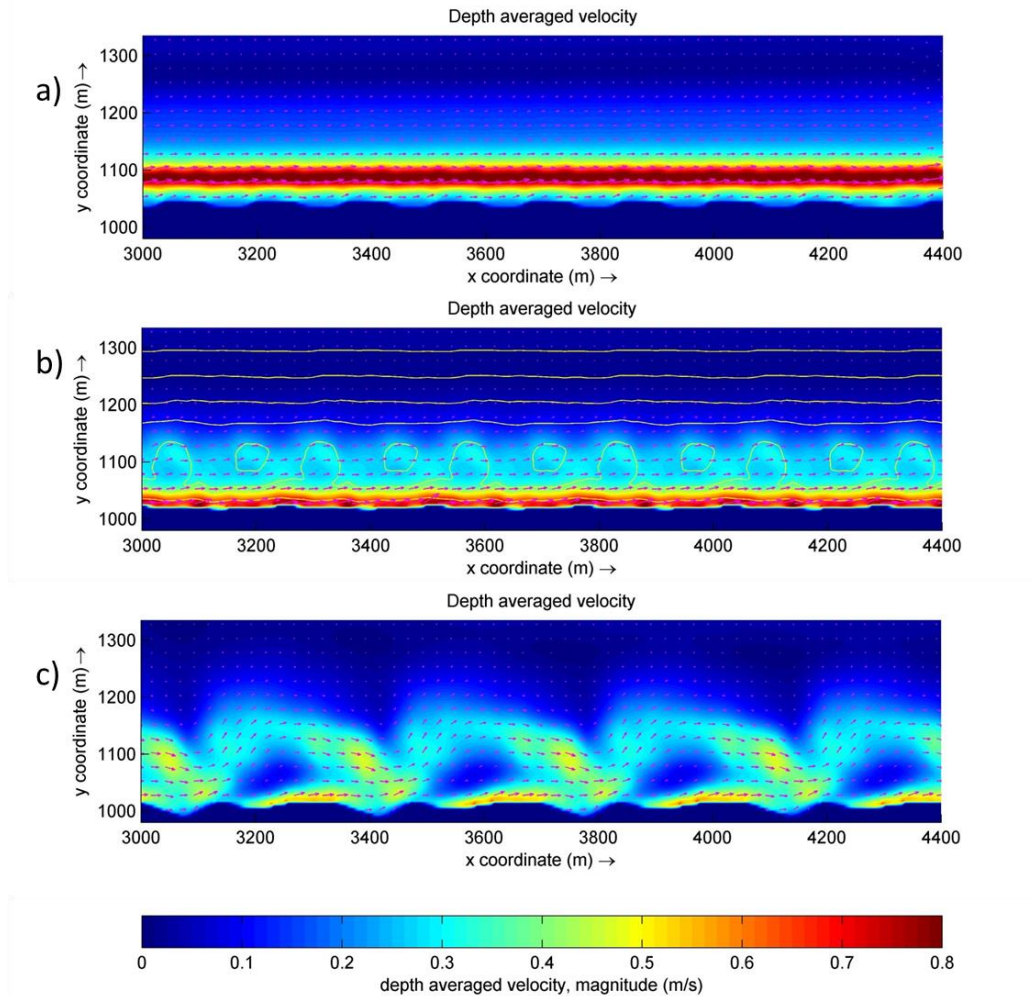 Depth averaged velocity
a)
y coordinate (m) →
1300
1200
1100
1000
3000 3200 3400 3600 3800 4000 4200 4400
x coordinate (m) →
Depth averaged velocity
b)
y coordinate (m) →
1300
1200
1100
1000
3000 3200 3400 3600 3800 4000 4200 4400
x coordinate (m) →
Depth averaged velocity
c)
y coordinate (m) →
1300
1200
1100
1000
3000 3200 3400 3600 3800 4000 4200 4400
x coordinate (m) →
0 0.1 0.2 0.3 0.4 0.5 0.6 0.7 0.8
depth averaged velocity, magnitude (m/s)